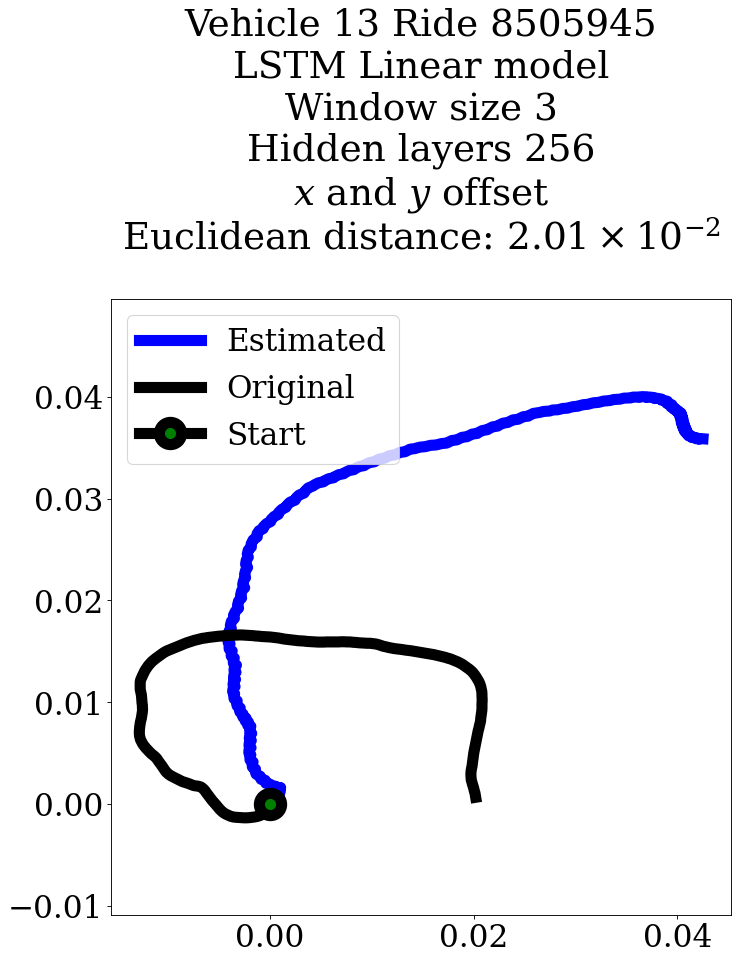 Vehicle 13 Ride 8505945
LSTM Linear model
Window size 3
Hidden layers 256
x and y offset
Euclidean distance: 2.01 × 10⁻²
Estimated
Original
Start
0.04
0.03
0.02
0.01
0.00
−0.01
0.00 0.02 0.04